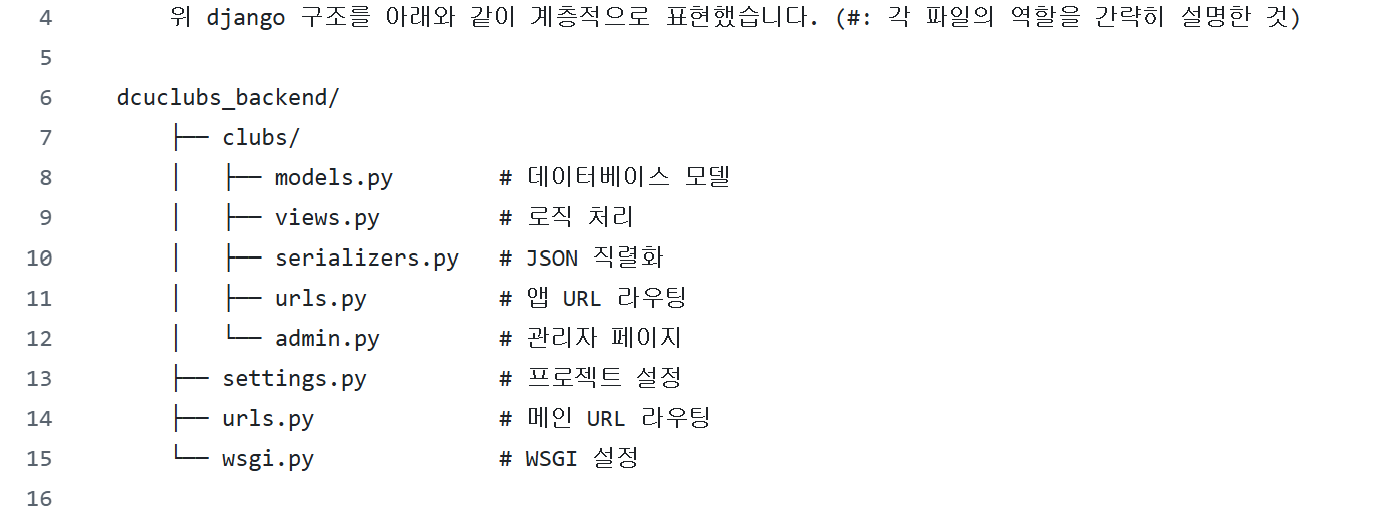 4 위 django 구조를 아래와 같이 계층적으로 표현했습니다. (#: 각 파일의 역할을 간략히 설명한 것)
5
6 dcuclubs_backend/
7 ├── clubs/
8 │   ├── models.py        # 데이터베이스 모델
9 │   ├── views.py         # 로직 처리
10 │   ├── serializers.py   # JSON 직렬화
11 │   ├── urls.py          # 앱 URL 라우팅
12 │   └── admin.py         # 관리자 페이지
13 ├── settings.py          # 프로젝트 설정
14 ├── urls.py              # 메인 URL 라우팅
15 └── wsgi.py              # WSGI 설정
16